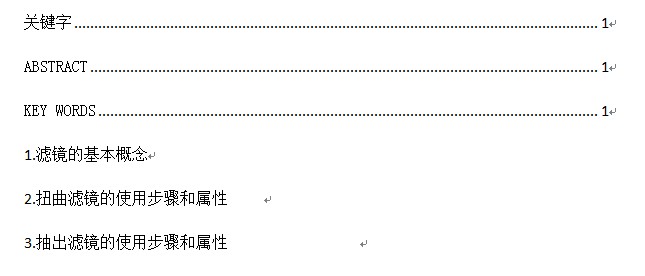 关键字........................................................................ 1
ABSTRACT........................................................................ 1
KEY WORDS........................................................................ 1
1.滤镜的基本概念
2.扭曲滤镜的使用步骤和属性
3.抽出滤镜的使用步骤和属性